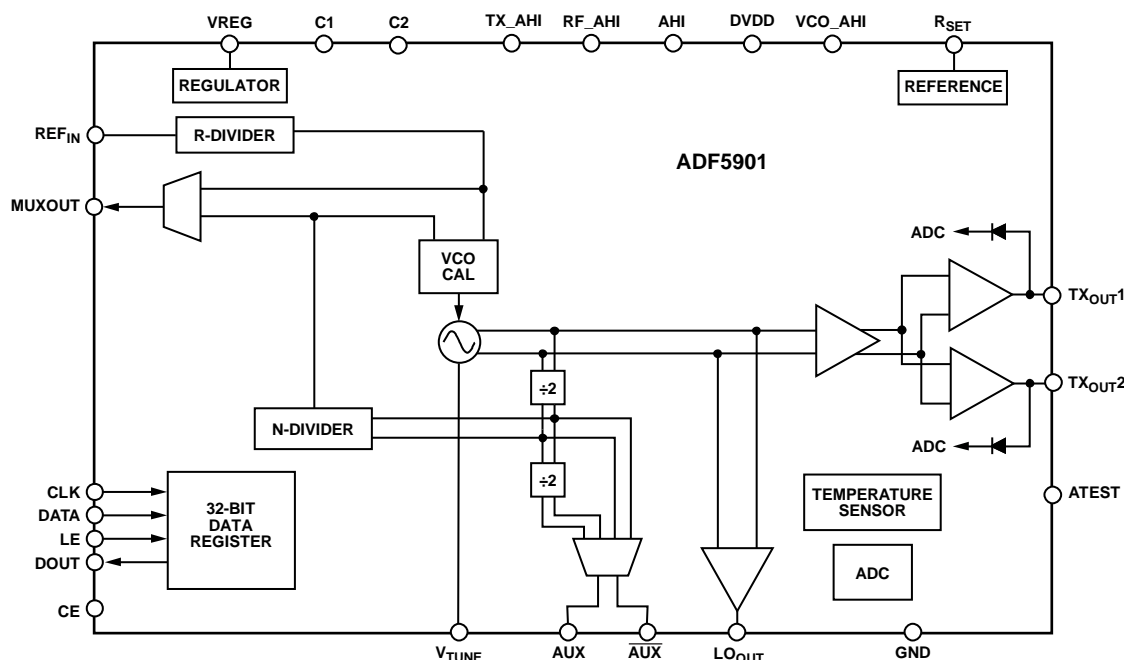 VREG C1 C2 TX_AHI RF_AHI AHI DVDD VCO_AHI RSET
REGULATOR
REFERENCE
REFIN
R-DIVIDER
ADF5901
MUXOUT
ADC
VCO
CAL
TXOUT1
÷2
TXOUT2
N-DIVIDER
ADC
÷2
CLK
DATA
LE
DOUT
32-BIT
DATA
REGISTER
TEMPERATURE
SENSOR
ATEST
ADC
CE
VTUNE AUX AUX LOOUT GND